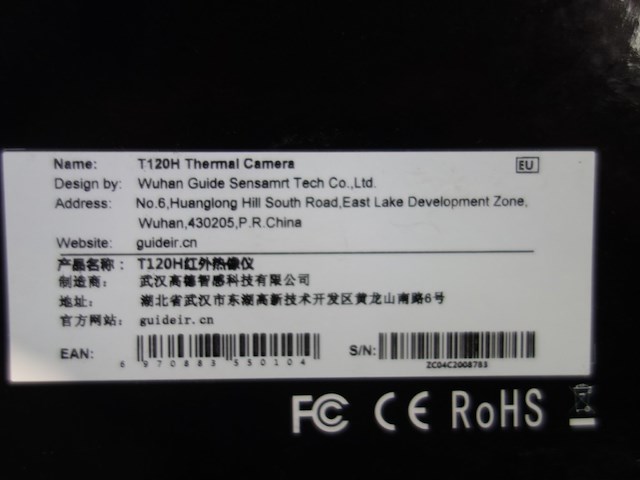 Name: T120H Thermal Camera EU
Design by: Wuhan Guide Sensamrt Tech Co.,Ltd.
Address: No.6,Huanglong Hill South Road,East Lake Development Zone,
Wuhan,430205,P.R.China
Website: guideir.cn
产品名称： T120H红外热像仪
制造商： 武汉高德智感科技有限公司
地址： 湖北省武汉市东湖高新技术开发区黄龙山南路6号
官方网站： guideir.cn
EAN: 6 970883 550104 S/N: ZC04C2008783
FC CE RoHS